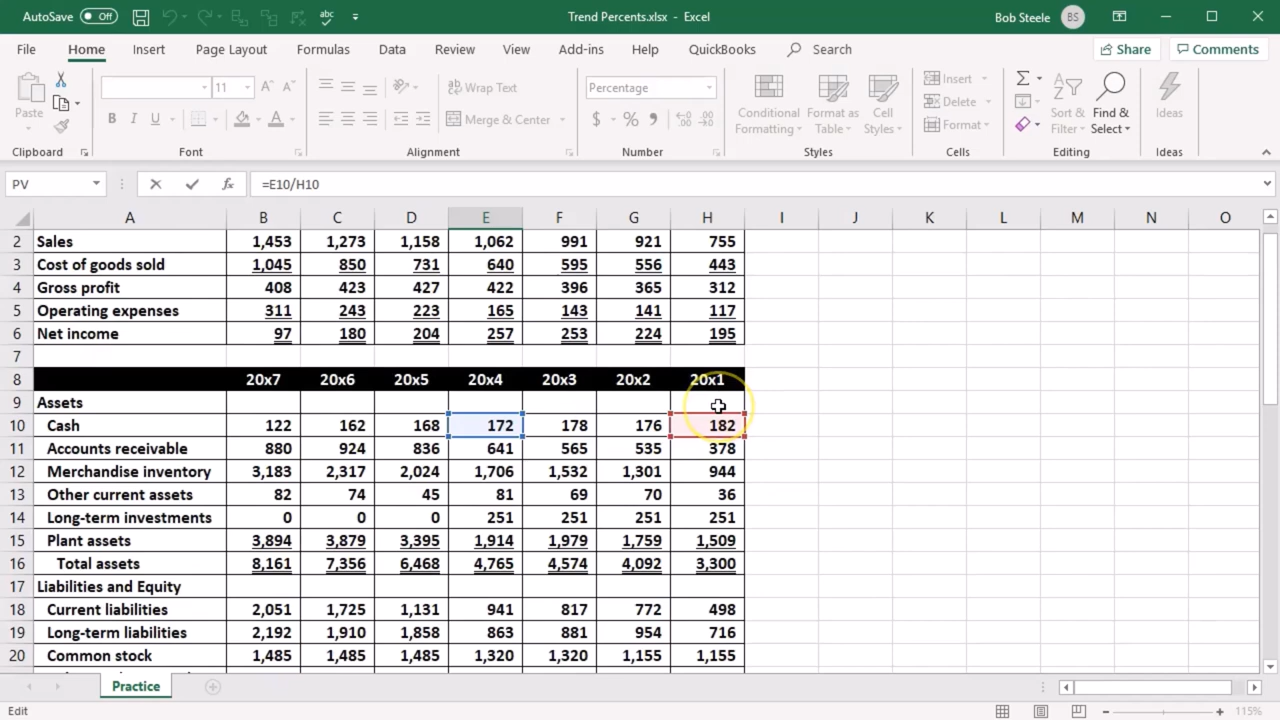 AutoSave Off abc Trend Percents.xlsx - Excel Bob Steele BS
File Home Insert Page Layout Formulas Data Review View Add-ins Help QuickBooks Search Share Comments
Paste 11 A A Wrap Text Percentage Conditional Formatting Format as Table Cell Styles Insert Sort & Filter Find & Select Ideas
B I U A Merge & Center $ % Delete
Format
Clipboard Font Alignment Number Styles Cells Editing Ideas
PV fx =E10/H10
A B C D E F G H I J K L M N O
2 Sales 1,453 1,273 1,158 1,062 991 921 755
3 Cost of goods sold 1,045 850 731 640 595 556 443
4 Gross profit 408 423 427 422 396 365 312
5 Operating expenses 311 243 223 165 143 141 117
6 Net income 97 180 204 257 253 224 195
7
8 20x7 20x6 20x5 20x4 20x3 20x2 20x1
9 Assets
10 Cash 122 162 168 172 178 176 182
11 Accounts receivable 880 924 836 641 565 535 378
12 Merchandise inventory 3,183 2,317 2,024 1,706 1,532 1,301 944
13 Other current assets 82 74 45 81 69 70 36
14 Long-term investments 0 0 0 251 251 251 251
15 Plant assets 3,894 3,879 3,395 1,914 1,979 1,759 1,509
16 Total assets 8,161 7,356 6,468 4,765 4,574 4,092 3,300
17 Liabilities and Equity
18 Current liabilities 2,051 1,725 1,131 941 817 772 498
19 Long-term liabilities 2,192 1,910 1,858 863 881 954 716
20 Common stock 1,485 1,485 1,485 1,320 1,320 1,155 1,155
Practice
Edit 115%